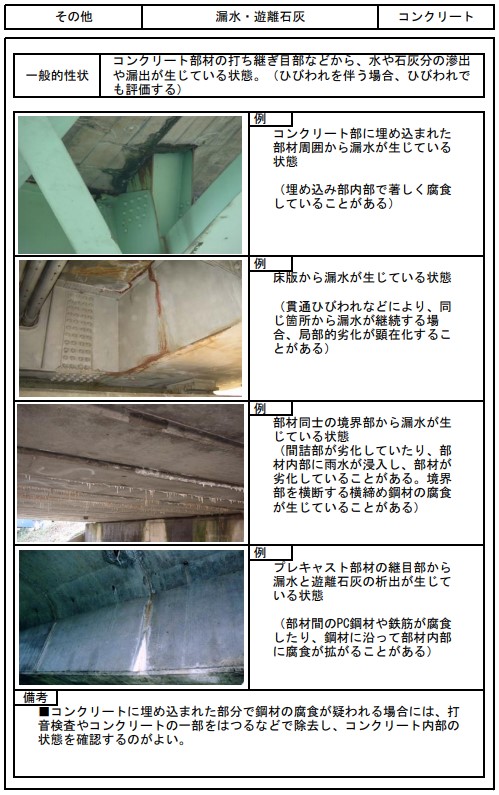 その他
漏水・遊離石灰
コンクリート
一般的性状
コンクリート部材の打ち継ぎ目部などから、水や石灰分の滲出
や漏出が生じている状態。（ひびわれを伴う場合、ひびわれで
も評価する）
例
コンクリート部に埋め込まれた
部材周囲から漏水が生じている
状態
（埋め込み部内部で著しく腐食
していることがある）
例
床版から漏水が生じている状態
（貫通ひびわれなどにより、同
じ箇所から漏水が継続する場
合、局部的劣化が顕在化するこ
とがある）
例
部材同士の境界部から漏水が生
じている状態
（間詰部が劣化していたり、部
材内部に雨水が浸入し、部材が
劣化していることがある。境界
部を横断する横締め鋼材の腐食
が生じていることがある）
例
プレキャスト部材の継目部から
漏水と遊離石灰の析出が生じて
いる状態
（部材間のPC鋼材や鉄筋が腐食
したり、鋼材に沿って部材内部
に腐食が拡がることがある）
備考
■コンクリートに埋め込まれた部分で鋼材の腐食が疑われる場合には、打
音検査やコンクリートの一部をはつるなどで除去し、コンクリート内部の
状態を確認するのがよい。